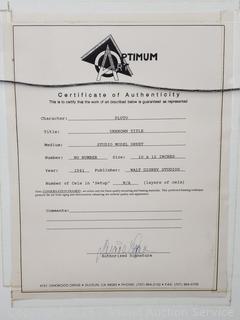 OPTIMUM
ART
Certificate of Authenticity
This is to certify that the work of art described below is guaranteed as represented
Character: PLUTO
Title: UNKNOWN TITLE
Medium: STUDIO MODEL SHEET
Number: NO NUMBER Size: 10 x 12 INCHES
Year: 1941 Publisher: WALT DISNEY STUDIOS
Number of Cels in "Setup" N/A (layers of cels)
Comments:
Authorized Signature